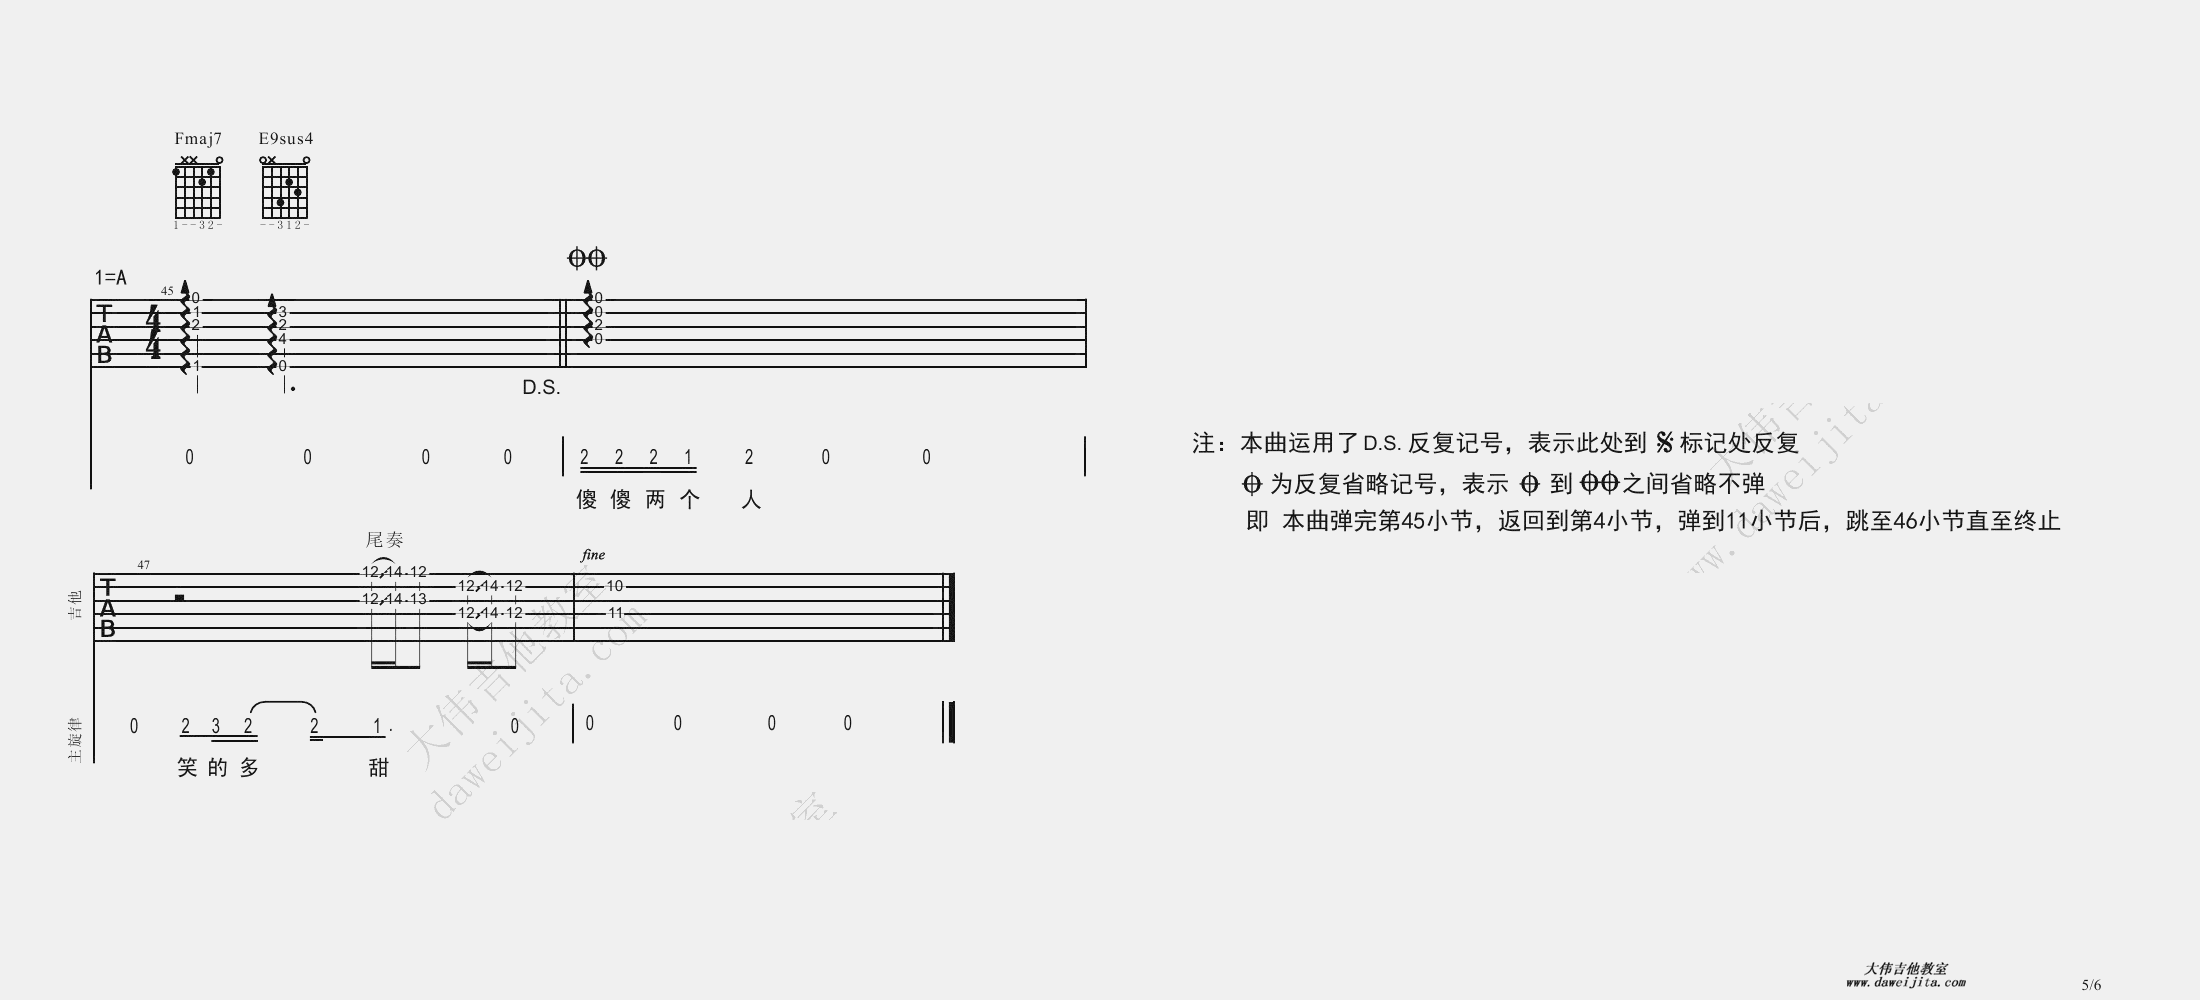 Fmaj7 E9sus4
××
×
1--32- --312-
1=A
45
T A B
4 4
0 1 2 1
3 2 4 0
0 0 2 0
D.S.
0 0 0 0 2 2 2 1 2 0 0
傻 傻 两 个 人
注：本曲运用了D.S. 反复记号，表示此处到 𝄋 标记处反复
𝄌 为反复省略记号，表示 𝄌 到 𝄌𝄌之间省略不弹
即 本曲弹完第45小节，返回到第4小节，弹到11小节后，跳至46小节直至终止
尾奏
47
fine
吉他
T A B
12 14 12
12 14 13
12 14 12
12 14 12
10
11
主旋律
0 2 3 2 2 1. 0 0 0 0 0
笑 的 多 甜
大伟吉他教室
daweijita.com
室
大伟吉
ww.daweijita
大伟吉他教室
www.daweijita.com
5/6